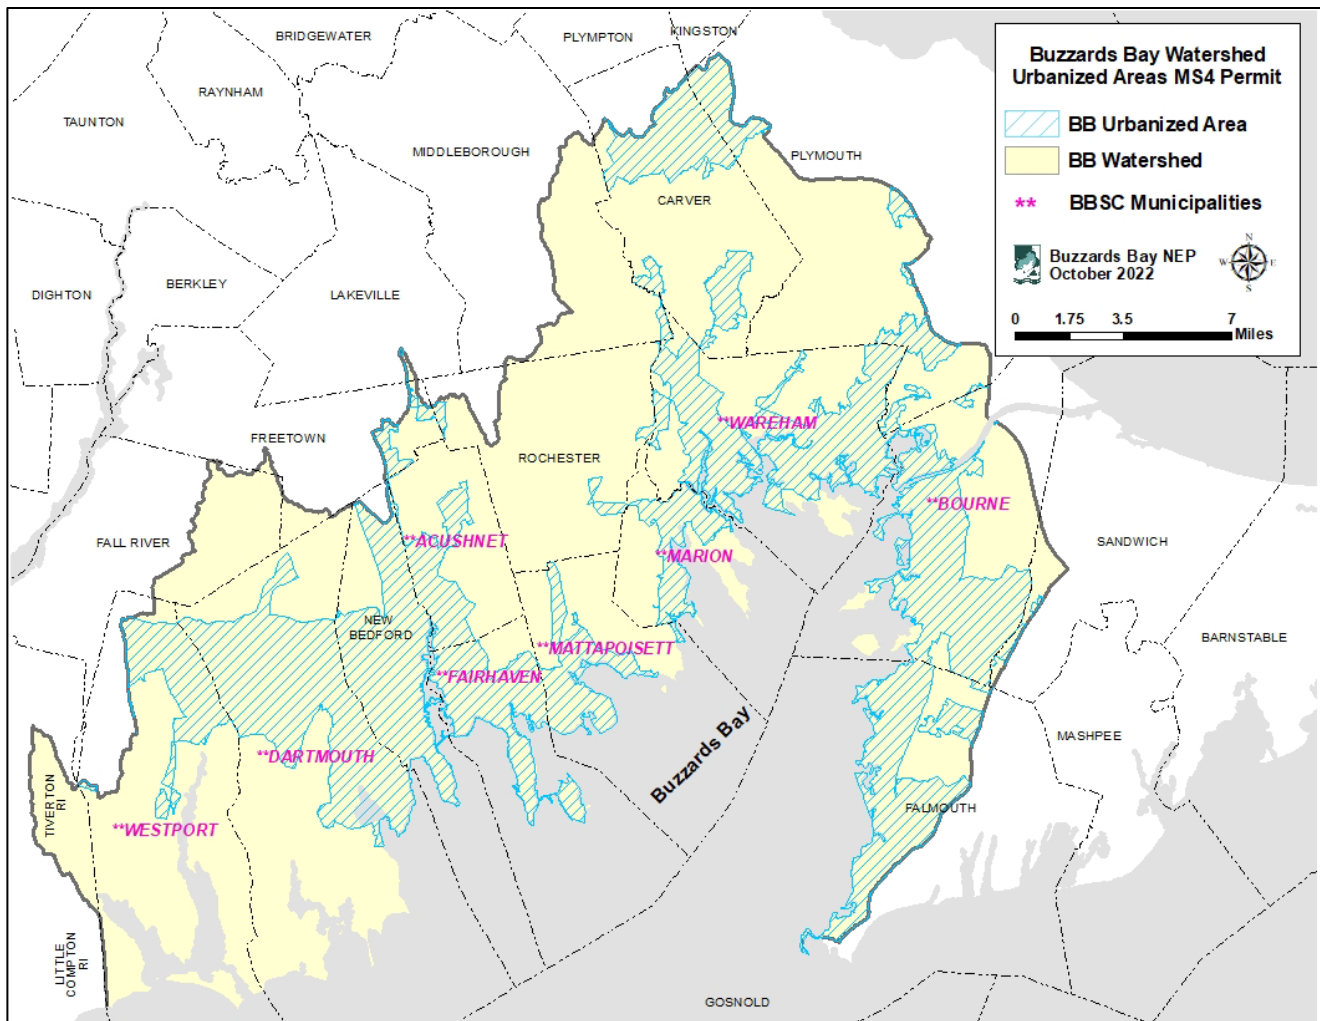 BRIDGEWATER
PLYMPTON
KINGSTON
RAYNHAM
TAUNTON
MIDDLEBOROUGH
PLYMOUTH
CARVER
BERKLEY
DIGHTON
LAKEVILLE
FREETOWN
ROCHESTER
**WAREHAM
**BOURNE
FALL RIVER
**ACUSHNET
**MARION
SANDWICH
NEW
BEDFORD
BARNSTABLE
**MATTAPOISETT
**FAIRHAVEN
MASHPEE
**DARTMOUTH
Buzzards Bay
FALMOUTH
TIVERTON
RI
**WESTPORT
LITTLE
COMPTON
RI
GOSNOLD
Buzzards Bay Watershed
Urbanized Areas MS4 Permit
BB Urbanized Area
BB Watershed
** BBSC Municipalities
Buzzards Bay NEP
October 2022
N
W E
S
0 1.75 3.5 7
Miles